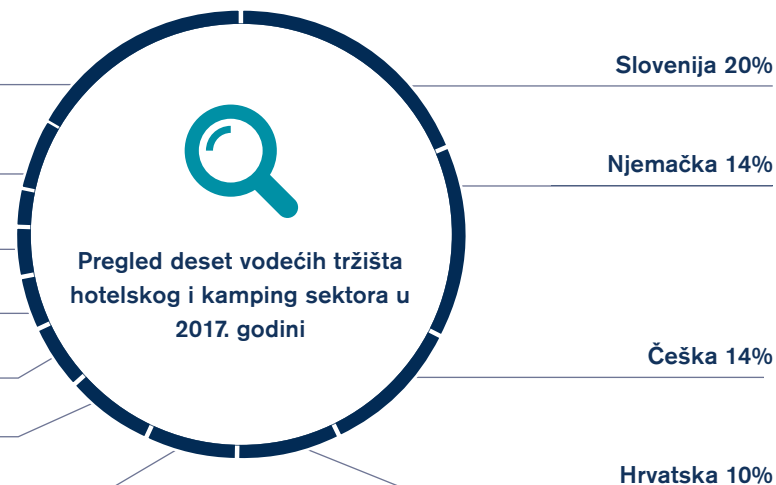 Slovenija 20%
Njemačka 14%
Pregled deset vodećih tržišta
hotelskog i kamping sektora u
2017. godini
Češka 14%
Hrvatska 10%